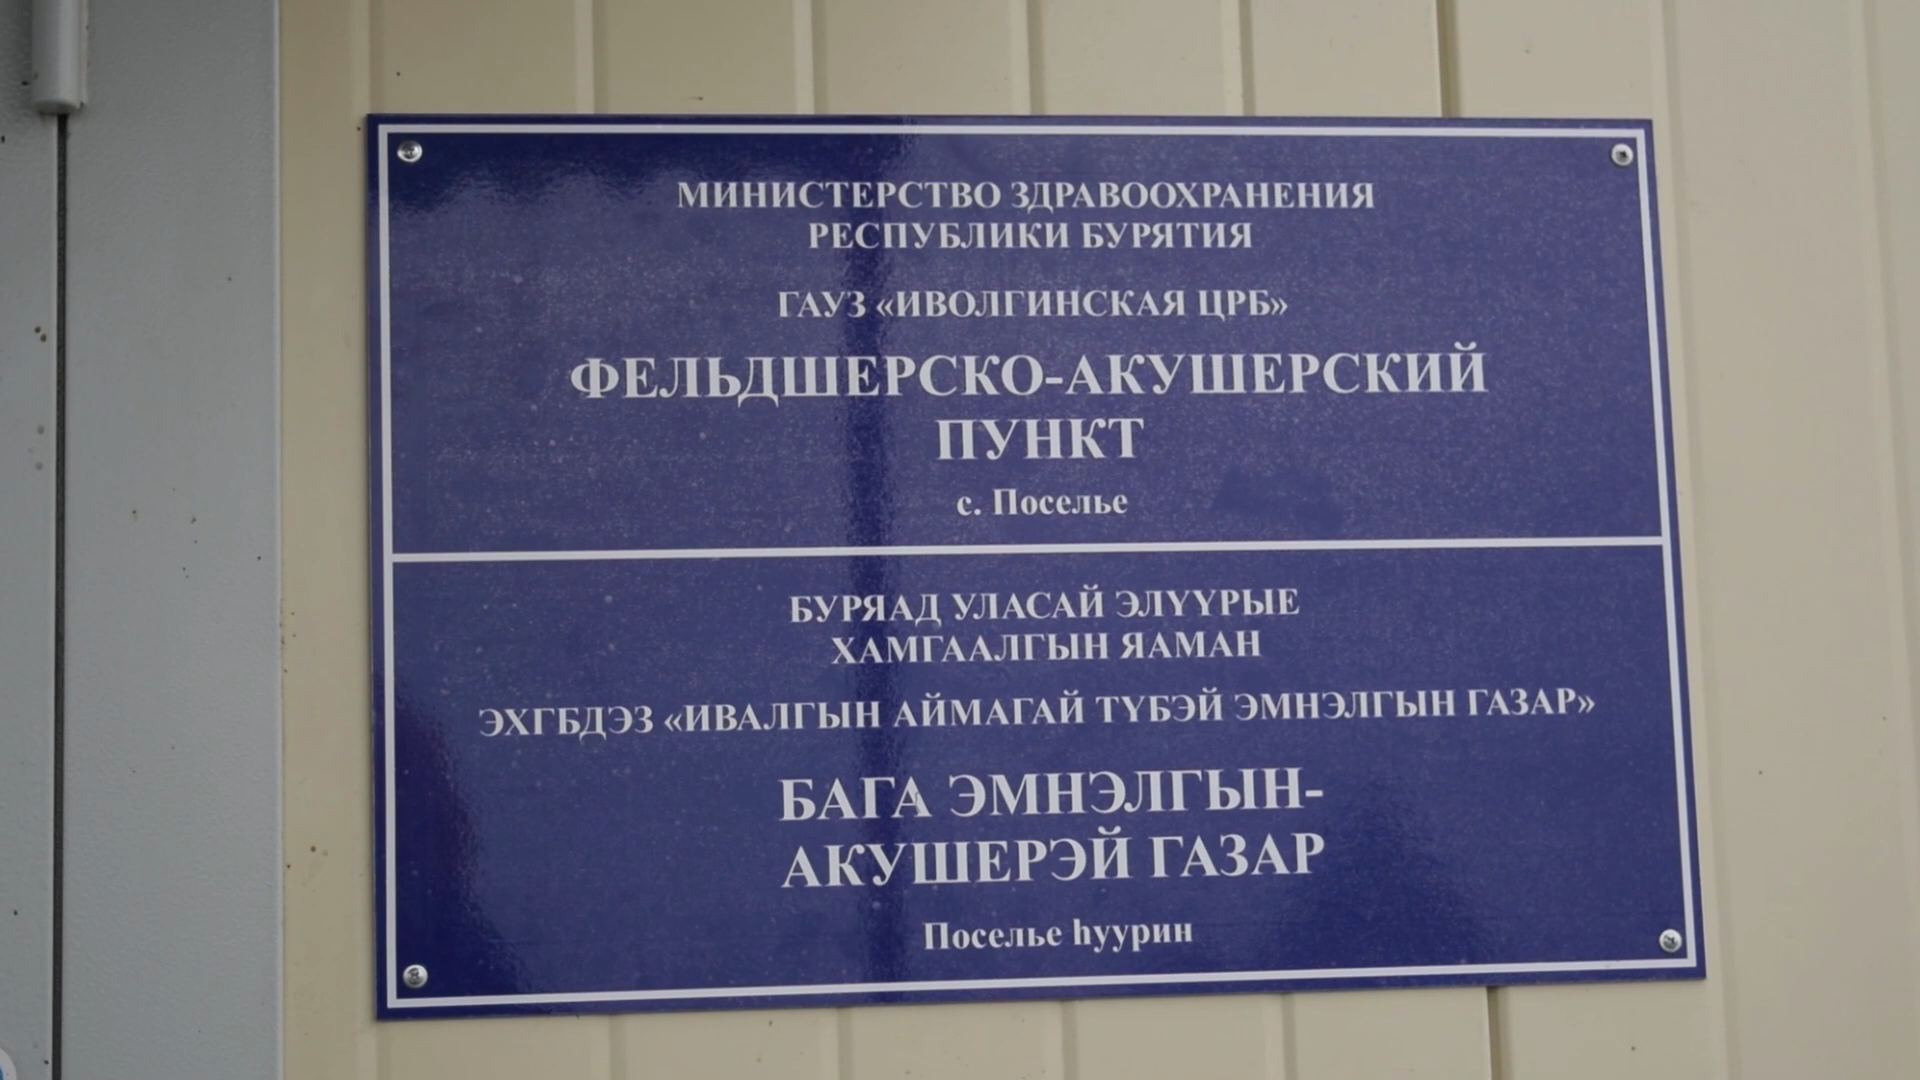 МИНИСТЕРСТВО ЗДРАВООХРАНЕНИЯ
РЕСПУБЛИКИ БУРЯТИЯ
ГАУЗ «ИВОЛГИНСКАЯ ЦРБ»
ФЕЛЬДШЕРСКО-АКУШЕРСКИЙ
ПУНКТ
с. Поселье
БУРЯАД УЛАСАЙ ЭЛҮҮРЫЕ
ХАМГААЛГЫН ЯАМАН
ЭХГБДЭЗ «ИВАЛГЫН АЙМАГАЙ ТҮБЭЙ ЭМНЭЛГЫН ГАЗАР»
БАГА ЭМНЭЛГЫН-
АКУШЕРЭЙ ГАЗАР
Поселье һуурин